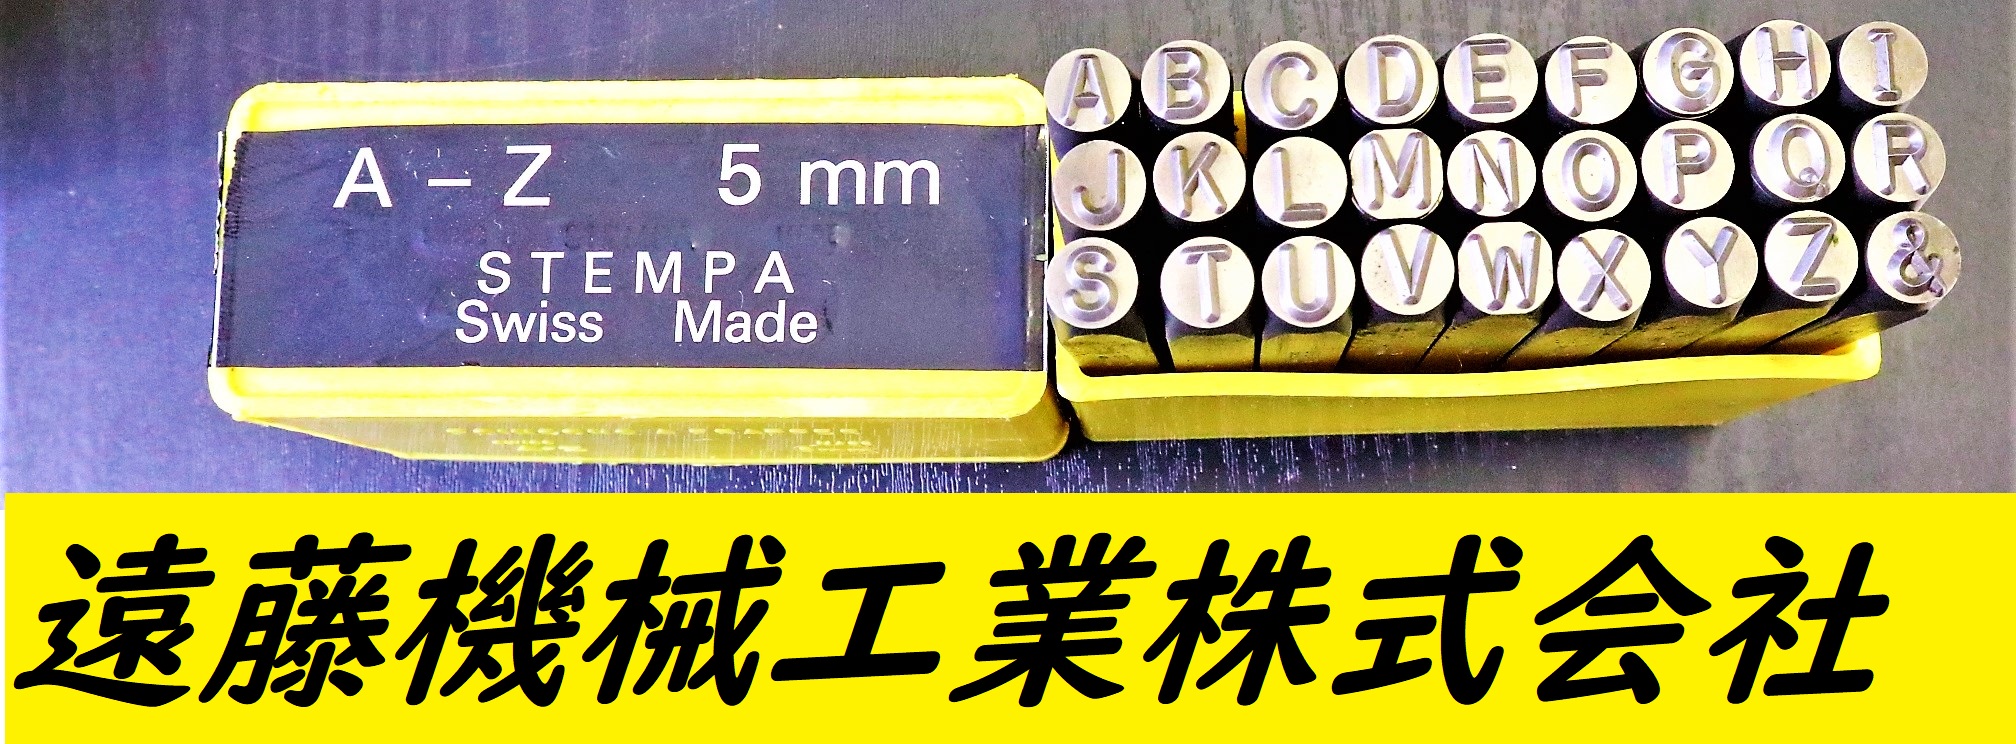 A – Z 5 mm
STEMPA
Swiss Made
A B C D E F G H I
J K L M N O P Q R
S T U V W X Y Z &
遠藤機械工業株式会社